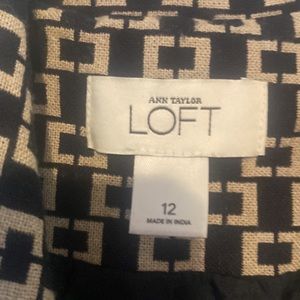 ANN TAYLOR
LOFT
12
MADE IN INDIA